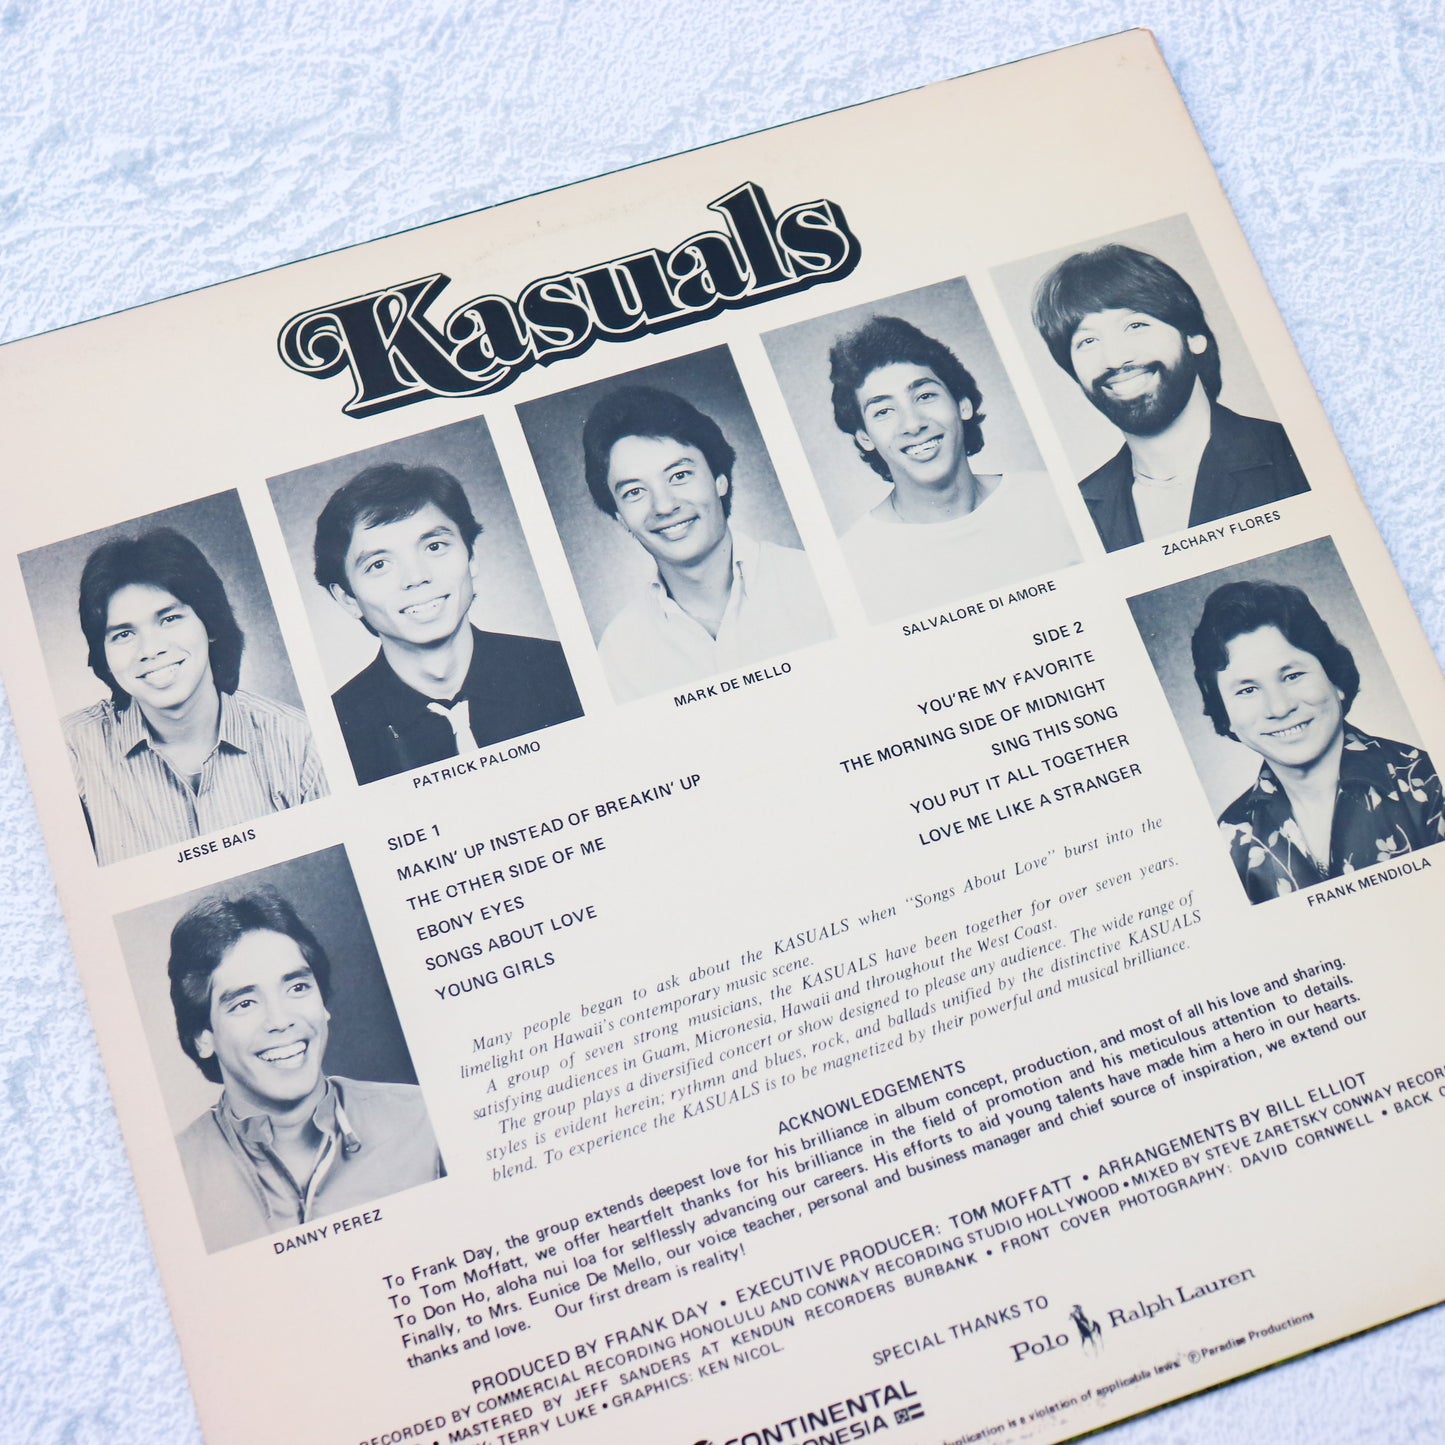 Kasuals
ZACHARY FLORES
SALVALORE DI AMORE
MARK DE MELLO
PATRICK PALOMO
JESSE BAIS
FRANK MENDIOLA
DANNY PEREZ
SIDE 1
MAKIN' UP INSTEAD OF BREAKIN' UP
THE OTHER SIDE OF ME
EBONY EYES
SONGS ABOUT LOVE
YOUNG GIRLS
SIDE 2
YOU'RE MY FAVORITE
THE MORNING SIDE OF MIDNIGHT
SING THIS SONG
YOU PUT IT ALL TOGETHER
LOVE ME LIKE A STRANGER
Many people began to ask about the KASUALS when "Songs About Love" burst into the
limelight on Hawaii's contemporary music scene.
A group of seven strong musicians, the KASUALS have been together for over seven years.
satisfying audiences in Guam, Micronesia, Hawaii and throughout the West Coast.
The group plays a diversified concert or show designed to please any audience. The wide range of
styles is evident herein; rythmn and blues, rock, and ballads unified by the distinctive KASUALS
blend. To experience the KASUALS is to be magnetized by their powerful and musical brilliance.
ACKNOWLEDGEMENTS
To Frank Day, the group extends deepest love for his brilliance in album concept, production, and most of all his love and sharing.
To Tom Moffatt, we offer heartfelt thanks for his brilliance in the field of promotion and his meticulous attention to details.
To Don Ho, aloha nui loa for selflessly advancing our careers. His efforts to aid young talents have made him a hero in our hearts.
Finally, to Mrs. Eunice De Mello, our voice teacher, personal and business manager and chief source of inspiration, we extend our
thanks and love. Our first dream is reality!
PRODUCED BY FRANK DAY • EXECUTIVE PRODUCER: TOM MOFFATT • ARRANGEMENTS BY BILL ELLIOT
RECORDED BY COMMERCIAL RECORDING HONOLULU AND CONWAY RECORDING STUDIO HOLLYWOOD • MIXED BY STEVE ZARETSKY CONWAY RECOR
• MASTERED BY JEFF SANDERS AT KENDUN RECORDERS BURBANK • FRONT COVER PHOTOGRAPHY: DAVID CORNWELL • BACK
TERRY LUKE • GRAPHICS: KEN NICOL.
SPECIAL THANKS TO
Polo Ralph Lauren
CONTINENTAL
is a violation of applicable laws. ℗ Paradise Productions